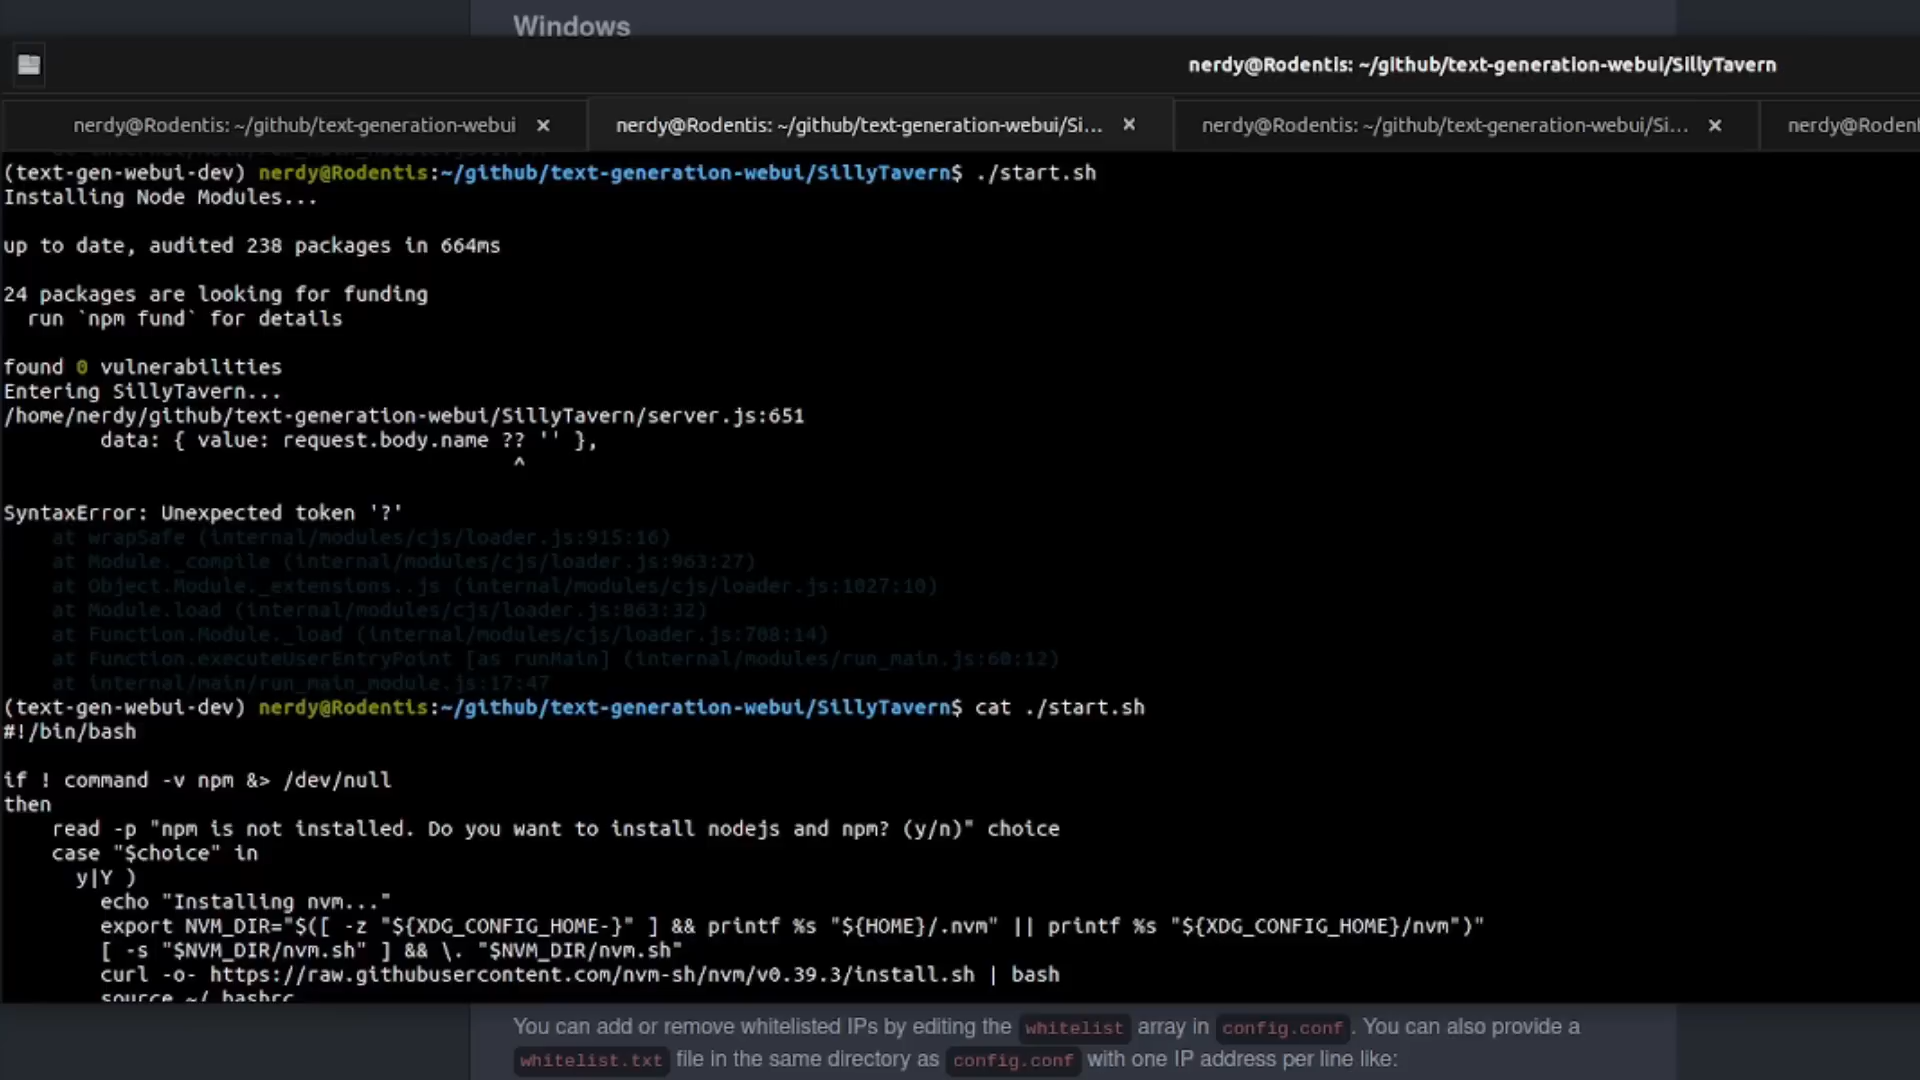 Windows
nerdy@Rodentis: ~/github/text-generation-webui/SillyTavern
nerdy@Rodentis: ~/github/text-generation-webui ×
nerdy@Rodentis: ~/github/text-generation-webui/Si... ×
nerdy@Rodentis: ~/github/text-generation-webui/Si... ×
nerdy@Rodent
(text-gen-webui-dev) nerdy@Rodentis:~/github/text-generation-webui/SillyTavern$ ./start.sh
Installing Node Modules...
up to date, audited 238 packages in 664ms
24 packages are looking for funding
  run `npm fund` for details
found 0 vulnerabilities
Entering SillyTavern...
/home/nerdy/github/text-generation-webui/SillyTavern/server.js:651
        data: { value: request.body.name ?? '' },
                                          ^
SyntaxError: Unexpected token '?'
    at wrapSafe (internal/modules/cjs/loader.js:915:16)
    at Module._compile (internal/modules/cjs/loader.js:963:27)
    at Object.Module._extensions..js (internal/modules/cjs/loader.js:1027:10)
    at Module.load (internal/modules/cjs/loader.js:863:32)
    at Function.Module._load (internal/modules/cjs/loader.js:708:14)
    at Function.executeUserEntryPoint [as runMain] (internal/modules/run_main.js:60:12)
    at internal/main/run_main_module.js:17:47
(text-gen-webui-dev) nerdy@Rodentis:~/github/text-generation-webui/SillyTavern$ cat ./start.sh
#!/bin/bash
if ! command -v npm &> /dev/null
then
    read -p "npm is not installed. Do you want to install nodejs and npm? (y/n)" choice
    case "$choice" in
      y|Y )
        echo "Installing nvm..."
        export NVM_DIR="$([ -z "${XDG_CONFIG_HOME-}" ] && printf %s "${HOME}/.nvm" || printf %s "${XDG_CONFIG_HOME}/nvm")"
        [ -s "$NVM_DIR/nvm.sh" ] && \. "$NVM_DIR/nvm.sh"
        curl -o- https://raw.githubusercontent.com/nvm-sh/nvm/v0.39.3/install.sh | bash
        source ~/.bashrc
You can add or remove whitelisted IPs by editing the whitelist array in config.conf. You can also provide a
whitelist.txt file in the same directory as config.conf with one IP address per line like: